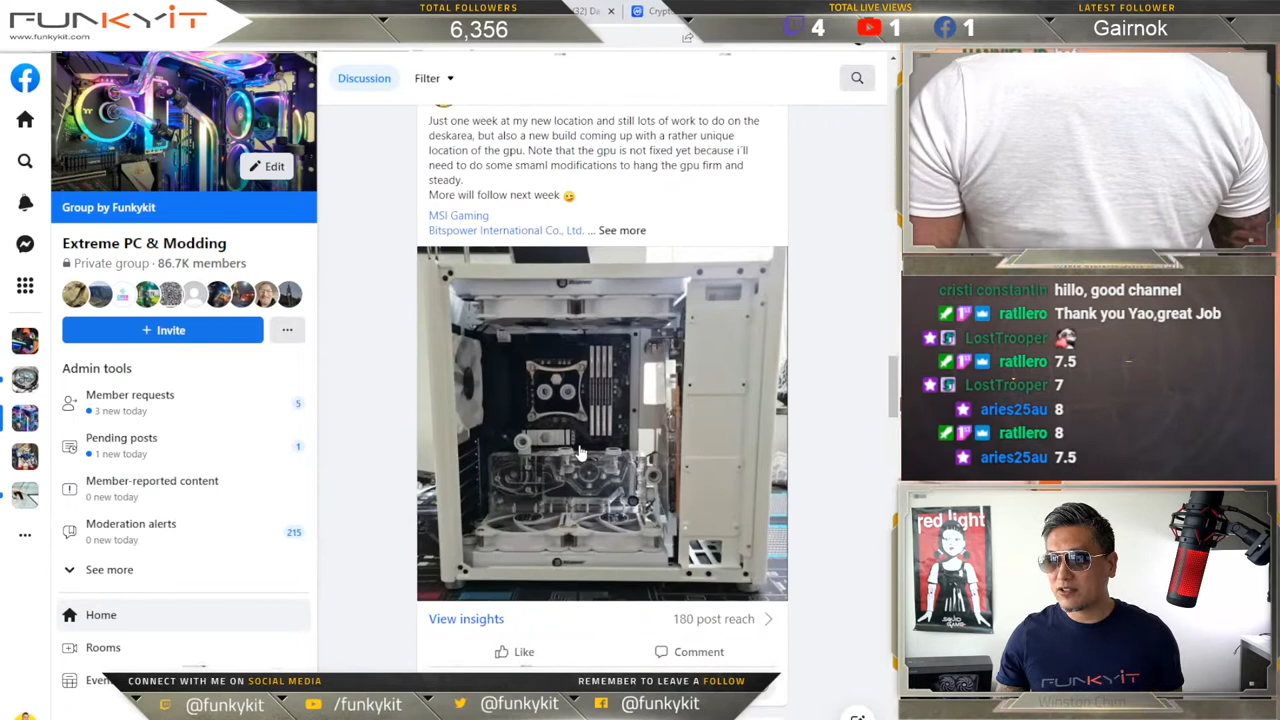 FUNKYIT
www.funkykit.com
TOTAL FOLLOWERS
6,356
TOTAL LIVE VIEWS
4
1
1
LATEST FOLLOWER
Gairnok
Edit
Group by Funkykit
Extreme PC & Modding
Private group · 86.7K members
+ Invite
Admin tools
Member requests
3 new today
5
Pending posts
1 new today
1
Member-reported content
0 new today
Moderation alerts
0 new today
215
See more
Home
Rooms
Discussion
Filter
Just one week at my new location and still lots of work to do on the
deskarea, but also a new build coming up with a rather unique
location of the gpu. Note that the gpu is not fixed yet because i´ll
need to do some smaml modifications to hang the gpu firm and
steady.
More will follow next week
MSI Gaming
Bitspower International Co., Ltd. ... See more
View insights
180 post reach
Like
Comment
cristi constantin hillo, good channel
ratllero Thank you Yao,great Job
LostTrooper
ratllero 7.5
LostTrooper 7
aries25au 8
ratllero 8
aries25au 7.5
red light
SQUID
GAME
FUNKYIT
Winston Chim
CONNECT WITH ME ON SOCIAL MEDIA
REMEMBER TO LEAVE A FOLLOW
@funkykit
/funkykit
@funkykit
@funkykit